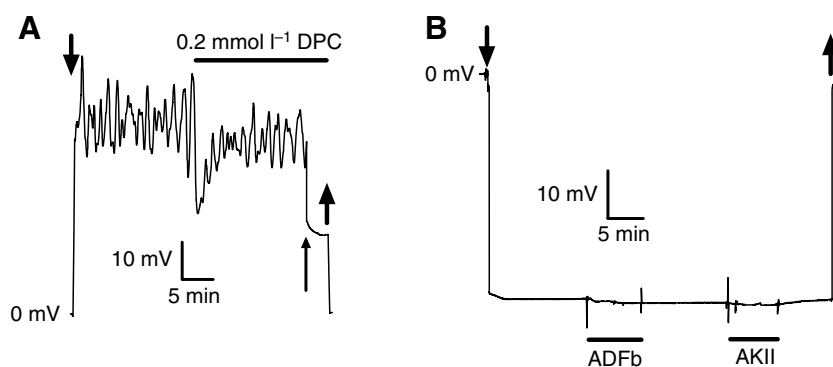 A
0.2 mmol l⁻¹ DPC
10 mV
5 min
0 mV
B
0 mV
10 mV
5 min
ADFb
AKII